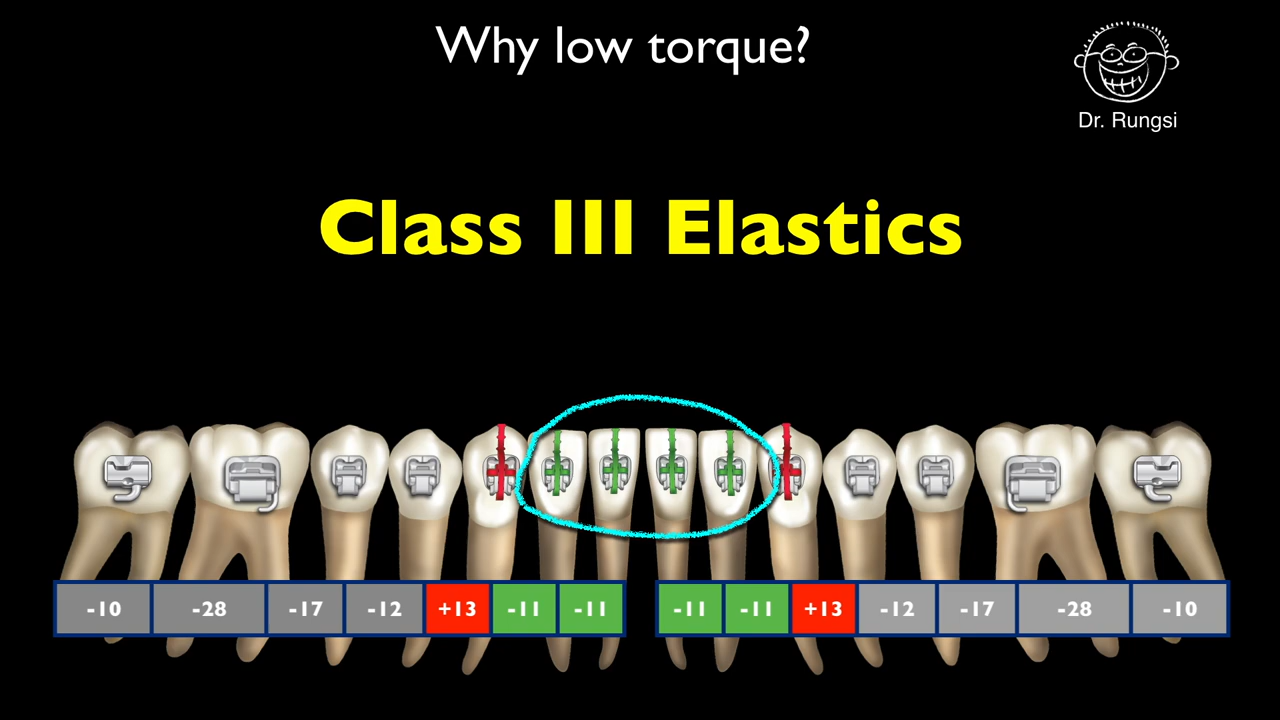 Why low torque?
Dr. Rungsi
Class III Elastics
-10 -28 -17 -12 +13 -11 -11 -11 -11 +13 -12 -17 -28 -10